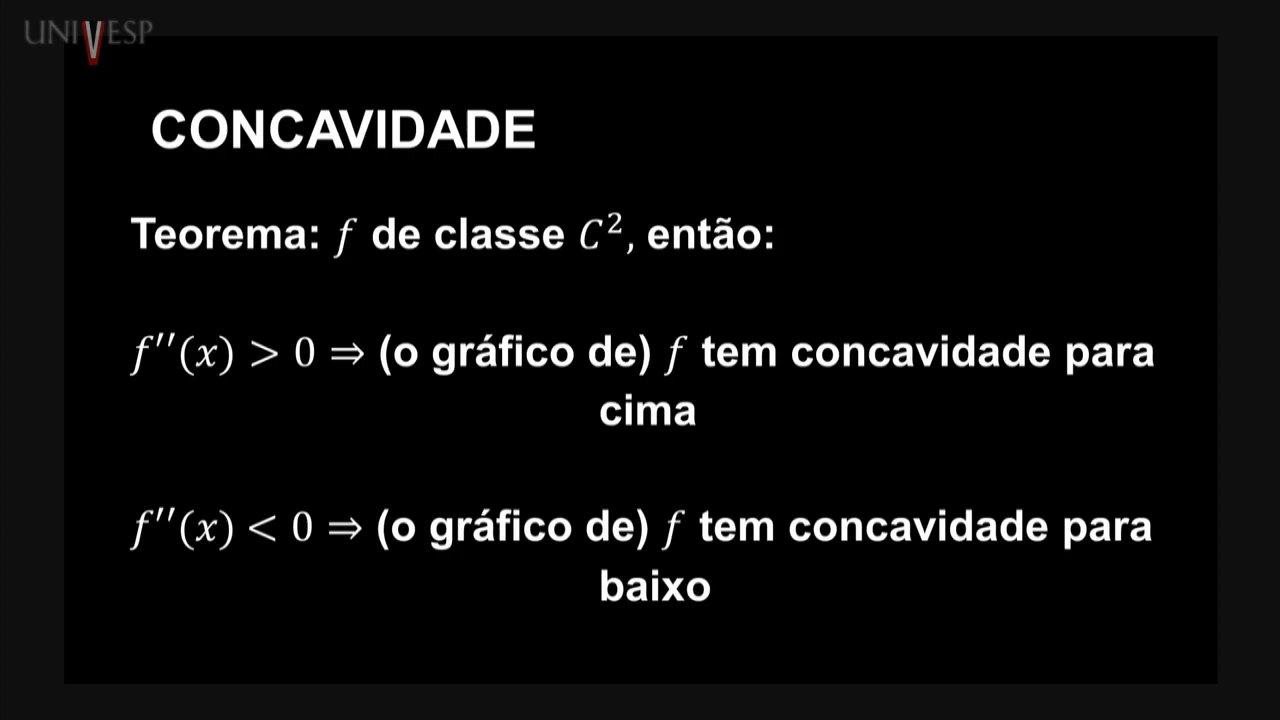 UNIVESP
CONCAVIDADE
Teorema: f de classe C², então:
f′′(x) > 0 ⇒ (o gráfico de) f tem concavidade para
cima
f′′(x) < 0 ⇒ (o gráfico de) f tem concavidade para
baixo